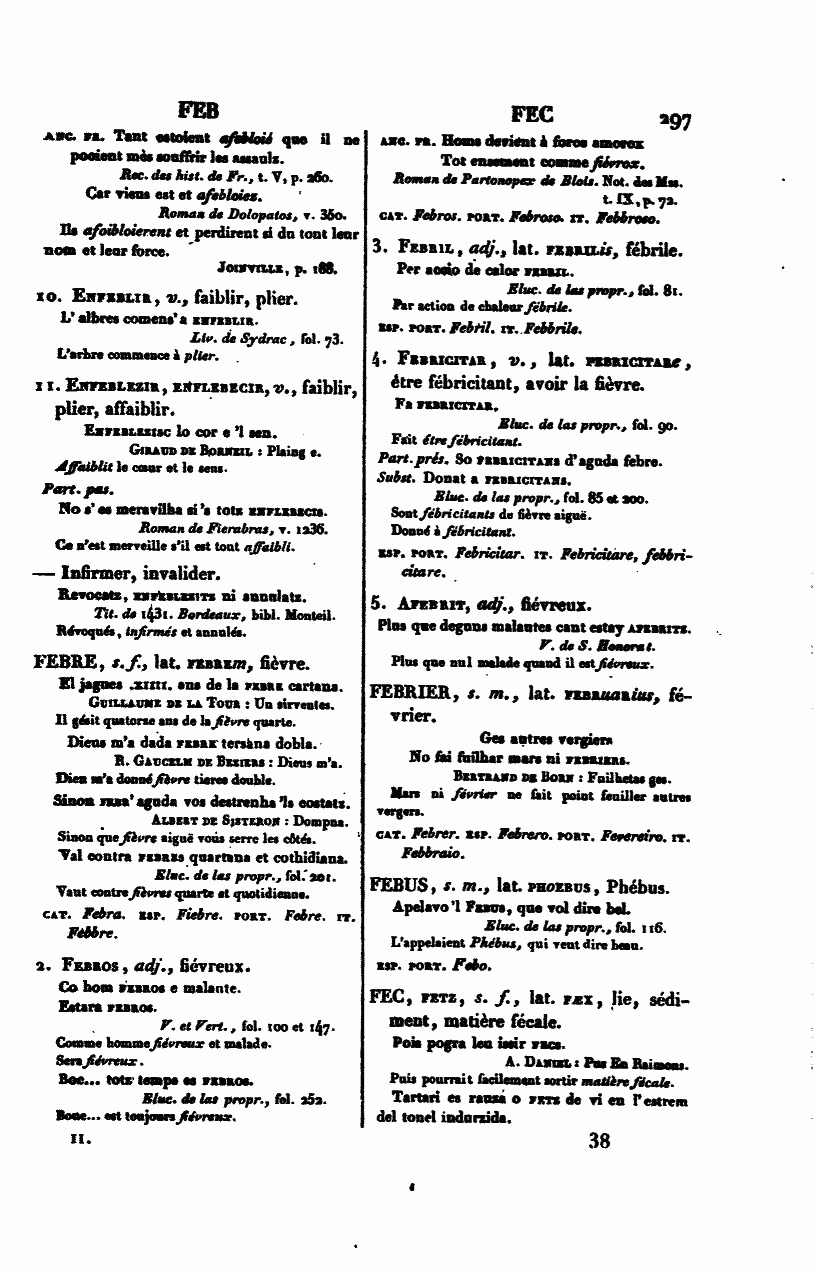 FEB
FEC
297
ANC. FR. Tant estoient afebloié que il ne
pooient mès souffrir les assaulz.
Rec. des hist. de Fr., t. V, p. 260.
Car viens est et afebloiez.
Roman de Dolopatos, v. 350.
Ils afoibloierent et perdirent si du tout leur
nom et leur force.
JOINVILLE, p. 188.
10. ENFEBLIR, v., faiblir, plier.
L' albres comens' a ENFEBLIR.
Liv. de Sydrac, fol. 73.
L'arbre commence à plier.
11. ENFEBLEZIR, ENFLEBECIR, v., faiblir,
plier, affaiblir.
ENFEBLEZISC lo cor e 'l sen.
GIRAUD DE BORNEIL : Plaing e.
Affaiblit le cœur et le sens.
Part. pas.
No s' es meravilha si 's totz ENFLEBECIS.
Roman de Fierabras, v. 1236.
Ce n'est merveille s'il est tout affaibli.
— Infirmer, invalider.
Revocatz, ENFEBLEZITS ni annulatz.
Tit. de 1431. Bordeaux, bibl. Monteil.
Révoqués, infirmés et annulés.
FEBRE, s. f., lat. FEBREm, fièvre.
El jagues .XIIII. ans de la FEBRE cartana.
GUILLAUME DE LA TOUR : Un sirventes.
Il gésit quatorze ans de la fièvre quarte.
Dieus m'a dada FEBRE tersana dobla.
R. GAUCELM DE BEZIERS : Dieus m'a.
Dieu m'a donné fièvre tierce double.
Sinon FEBR' aguda vos destrenha 'ls costatz.
ALBERT DE SISTERON : Dompna.
Sinon que fièvre aiguë vous serre les côtés.
Val contra FEBRES quartana et cothidiana.
Eluc. de las propr., fol. 201.
Vaut contre fièvres quarte et quotidienne.
CAT. Febra. ESP. Fiebre. PORT. Febre. IT.
Febbre.
2. FEBROS, adj., fiévreux.
Co hom FEBROS e malante.
Estara FEBROS.
V. et Vert., fol. 100 et 147.
Comme homme fiévreux et malade.
Sera fiévreux.
Boc... totz temps es FEBROS.
Eluc. de las propr., fol. 252.
Bouc... est toujours fiévreux.
II.
ANC. FR. Homs devient à force amorox
Tot ensement comme fiévrox.
Roman de Partonopex de Blois. Not. des Mss.
t. IX, p. 72.
CAT. Febros. PORT. Febroso. IT. Febbroso.
3. FEBRIL, adj., lat. FEBRILis, fébrile.
Per accio de calor FEBRIL.
Eluc. de las propr., fol. 81.
Par action de chaleur fébrile.
ESP. PORT. Febril. IT. Febbrile.
4. FEBRICITAR, v., lat. FEBRICITARe,
être fébricitant, avoir la fièvre.
Fa FEBRICITAR.
Eluc. de las propr., fol. 90.
Fait être fébricitant.
Part. prés. So FEBRICITANS d'aguda febre.
Subst. Donat a FEBRICITANS.
Eluc. de las propr., fol. 85 et 200.
Sont fébricitants de fièvre aiguë.
Donné à fébricitant.
ESP. PORT. Febricitar. IT. Febricitare, febbri-
citare.
5. AFEBRIT, adj., fiévreux.
Plus que deguns malautes cant estay AFEBRITS.
V. de S. Honorat.
Plus que nul malade quand il est fiévreux.
FEBRIER, s. m., lat. FEBRUARIus, fé-
vrier.
Ges autres vergiers
No fai fuilhar mars ni FEBRIERS.
BERTRAND DE BORN : Fuilhetas ges.
Mars ni février ne fait point feuiller autres
vergers.
CAT. Febrer. ESP. Febrero. PORT. Fevereiro. IT.
Febbraio.
FEBUS, s. m., lat. PHOEBUS, Phébus.
Apelavo 'l FEBUS, que vol dire bel.
Eluc. de las propr., fol. 116.
L'appelaient Phébus, qui veut dire beau.
ESP. PORT. Febo.
FEC, FETZ, s. f., lat. FÆX, lie, sédi-
ment, matière fécale.
Pois pogra leu issir FECS.
A. DANIEL : Pus En Raimons.
Puis pourrait facilement sortir matière fécale.
Tartari es rausa o FETZ de vi en l'estrem
del tonel indurzida.
38